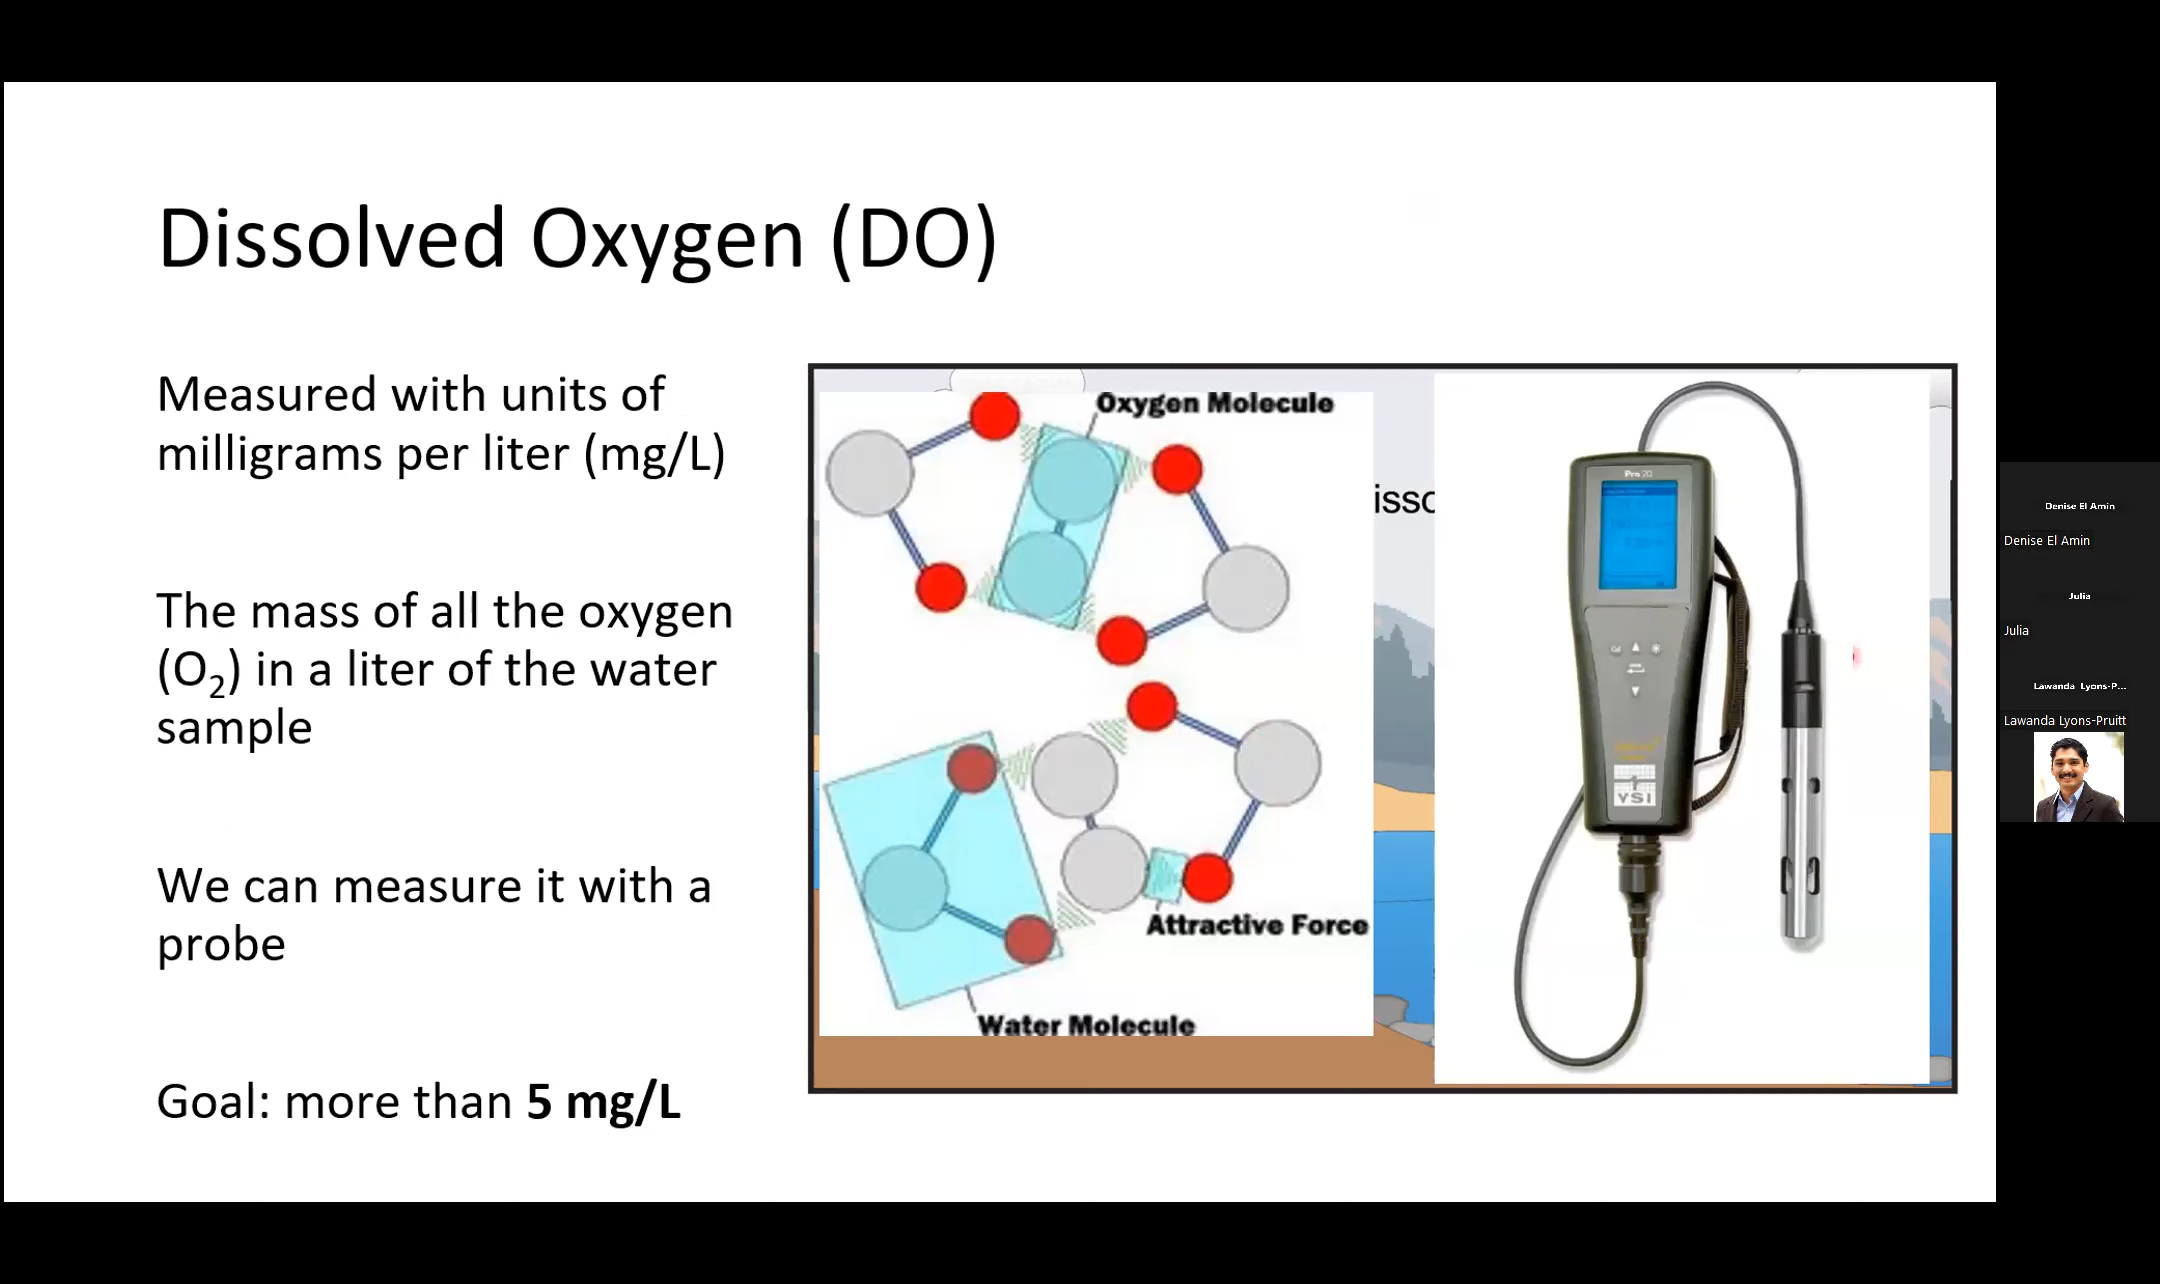 Dissolved Oxygen (DO)
Measured with units of
milligrams per liter (mg/L)
The mass of all the oxygen
(O₂) in a liter of the water
sample
We can measure it with a
probe
Goal: more than 5 mg/L
Oxygen Molecule
Attractive Force
Water Molecule
isso
Pro 20
YSI
Denise El Amin
Denise El Amin
Julia
Julia
Lawanda Lyons-P...
Lawanda Lyons-Pruitt